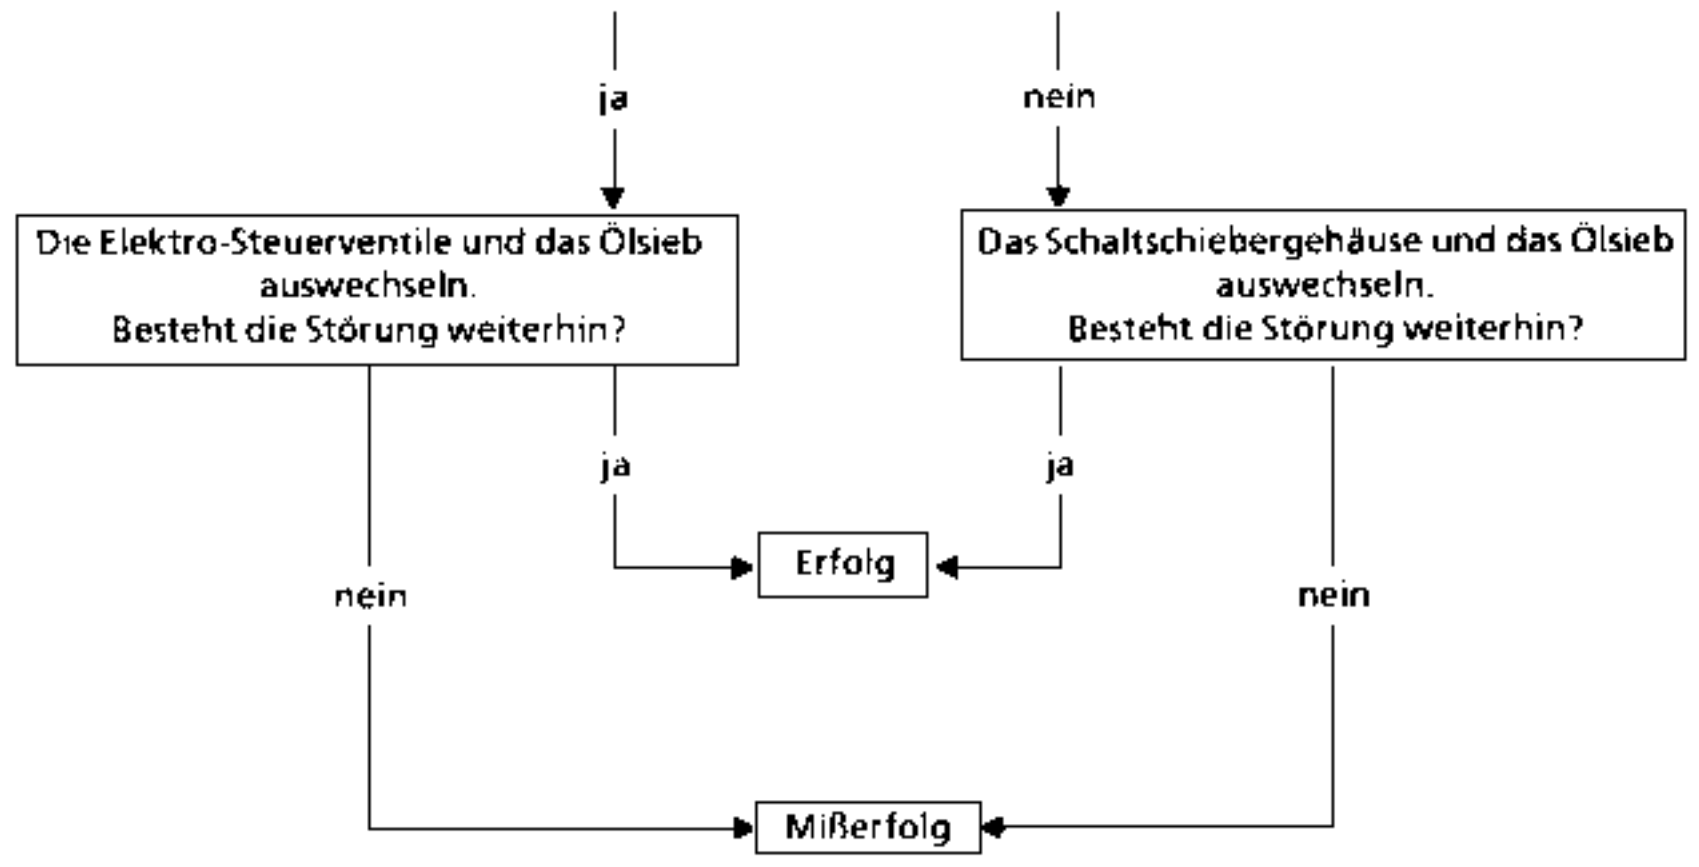 ja
nein
Die Elektro-Steuerventile und das Ölsieb
auswechseln.
Besteht die Störung weiterhin?
Das Schaltschiebergehäuse und das Ölsieb
auswechseln.
Besteht die Störung weiterhin?
ja
ja
Erfolg
nein
nein
Mißerfolg